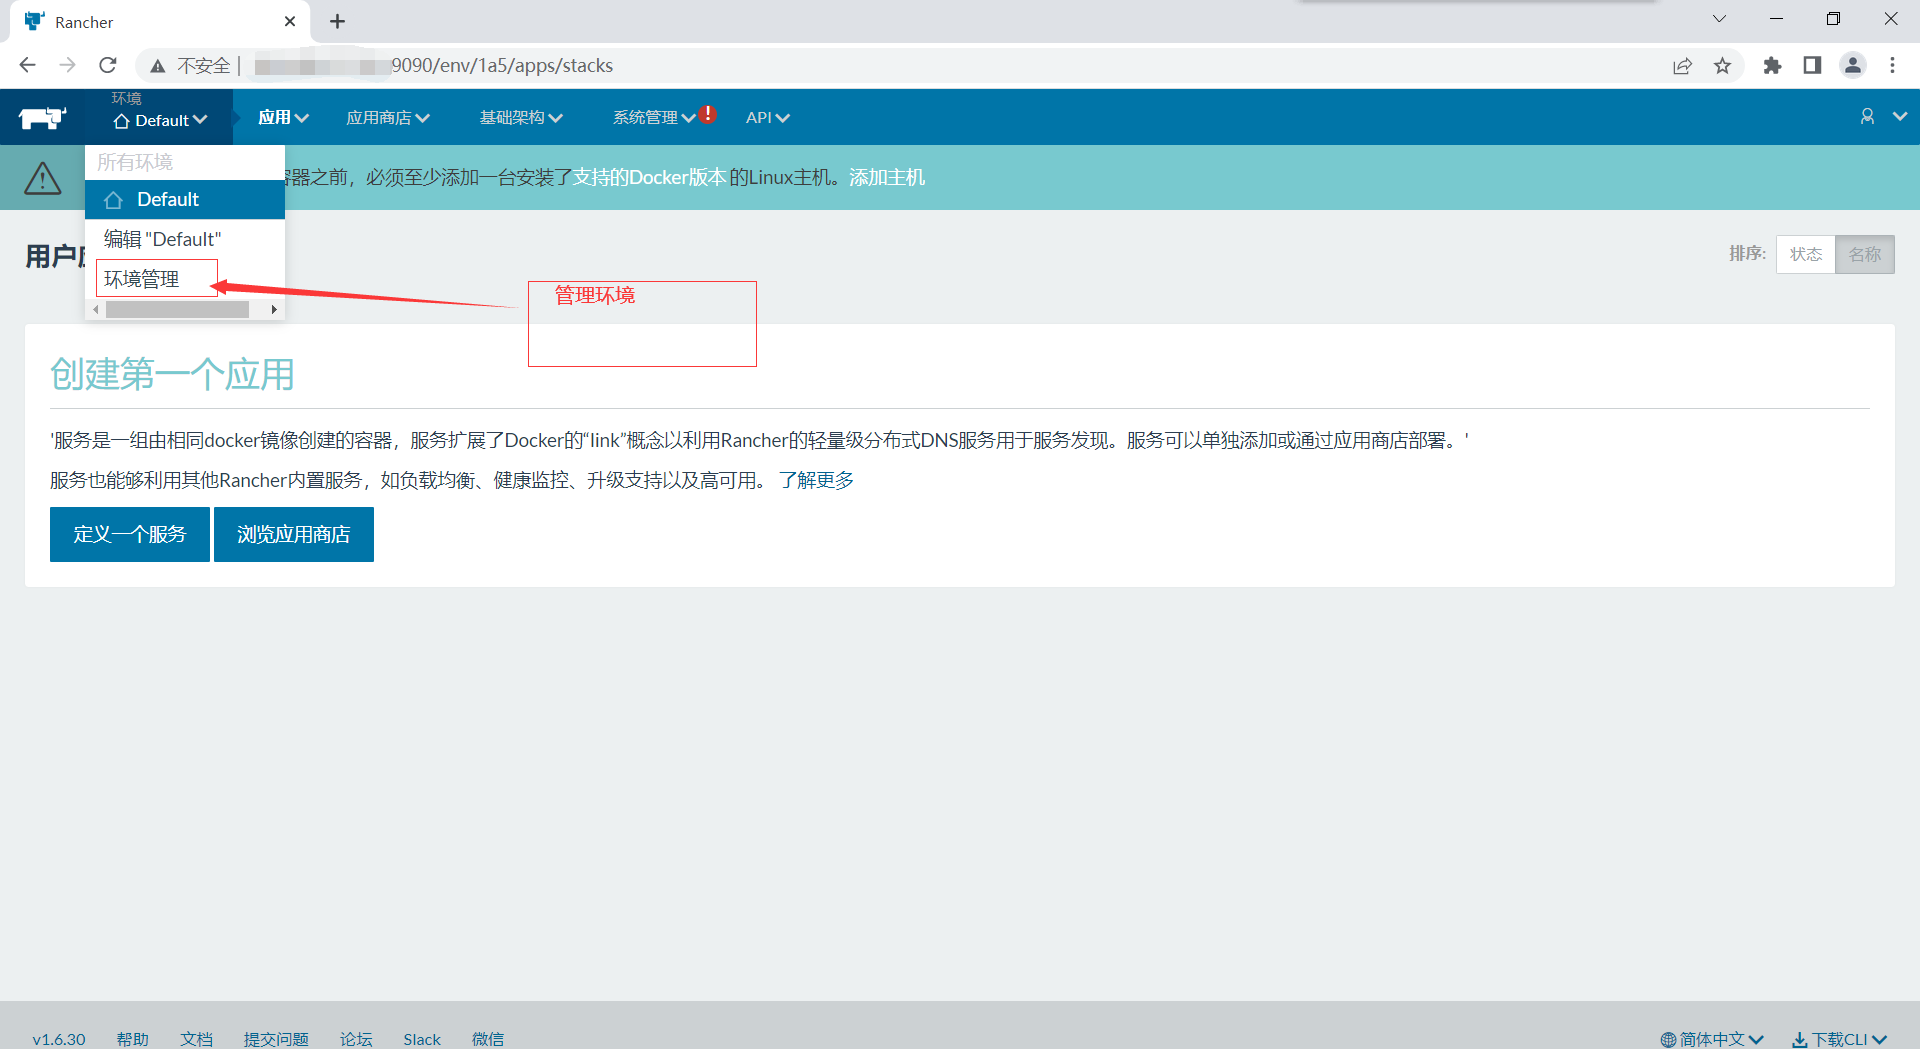 Rancher
不安全
9090/env/1a5/apps/stacks
环境
Default
应用
应用商店
基础架构
系统管理
!
API
所有环境
容器之前，必须至少添加一台安装了支持的Docker版本 的Linux主机。添加主机
Default
编辑 "Default"
环境管理
用户
排序:
状态
名称
管理环境
创建第一个应用
'服务是一组由相同docker镜像创建的容器，服务扩展了Docker的“link”概念以利用Rancher的轻量级分布式DNS服务用于服务发现。服务可以单独添加或通过应用商店部署。'
服务也能够利用其他Rancher内置服务，如负载均衡、健康监控、升级支持以及高可用。 了解更多
定义一个服务
浏览应用商店
v1.6.30
帮助
文档
提交问题
论坛
Slack
微信
简体中文
下载CLI